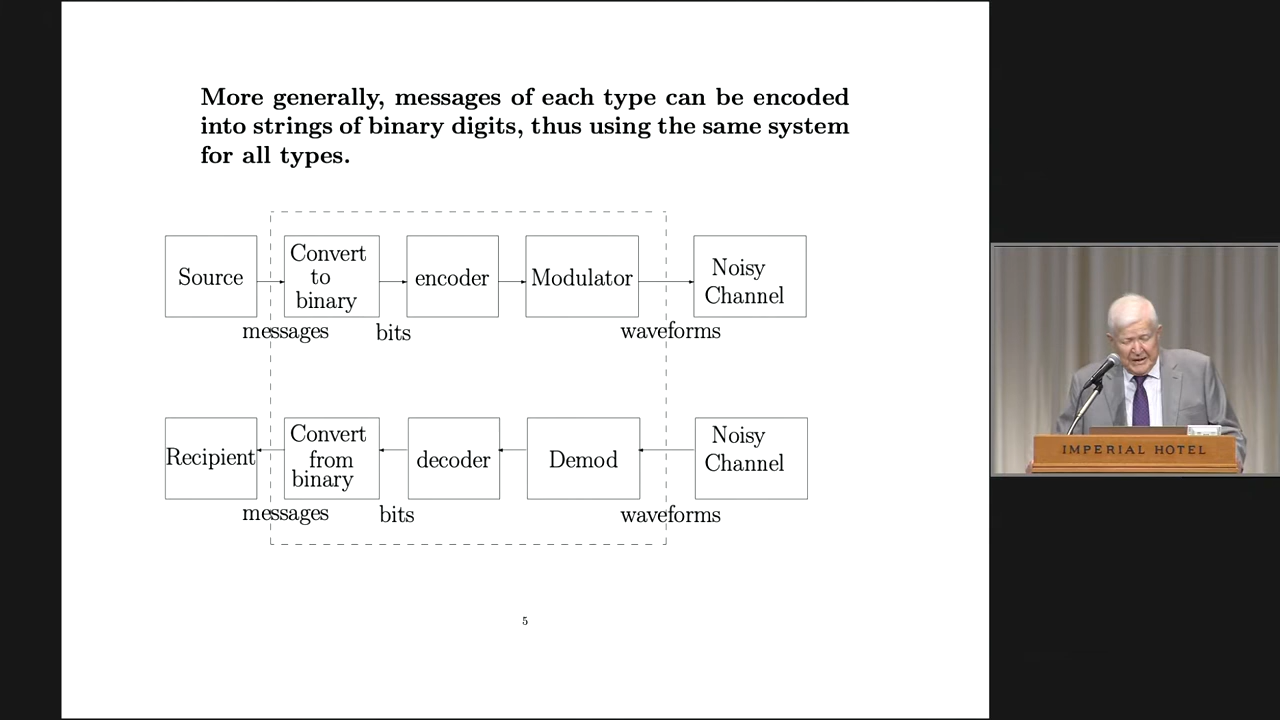 More generally, messages of each type can be encoded
into strings of binary digits, thus using the same system
for all types.
Source
Convert
to
binary
encoder
Modulator
Noisy
Channel
messages
bits
waveforms
Recipient
Convert
from
binary
decoder
Demod
Noisy
Channel
messages
bits
waveforms
5
IMPERIAL HOTEL